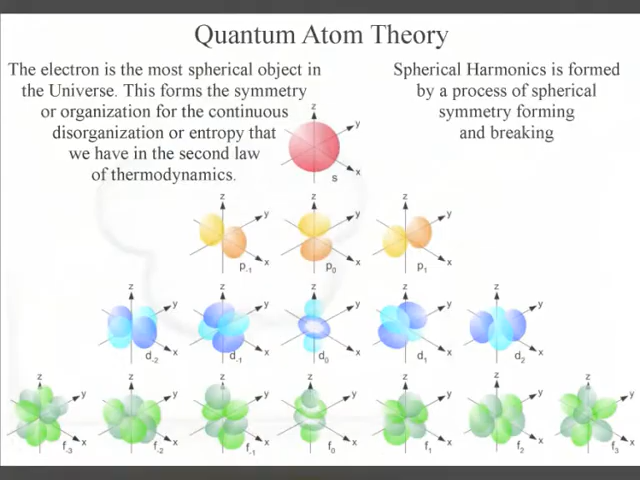 Quantum Atom Theory
The electron is the most spherical object in
the Universe. This forms the symmetry
or organization for the continuous
disorganization or entropy that
we have in the second law
of thermodynamics.
Spherical Harmonics is formed
by a process of spherical
symmetry forming
and breaking
z
y
x
s
z
y
x
p-1
z
y
x
p0
z
y
x
p1
z
y
x
d-2
z
y
x
d-1
z
y
x
d0
z
y
x
d1
z
y
x
d2
z
y
x
f-3
z
y
x
f-2
z
y
x
f-1
z
y
x
f0
z
y
x
f1
z
y
x
f2
z
y
x
f3